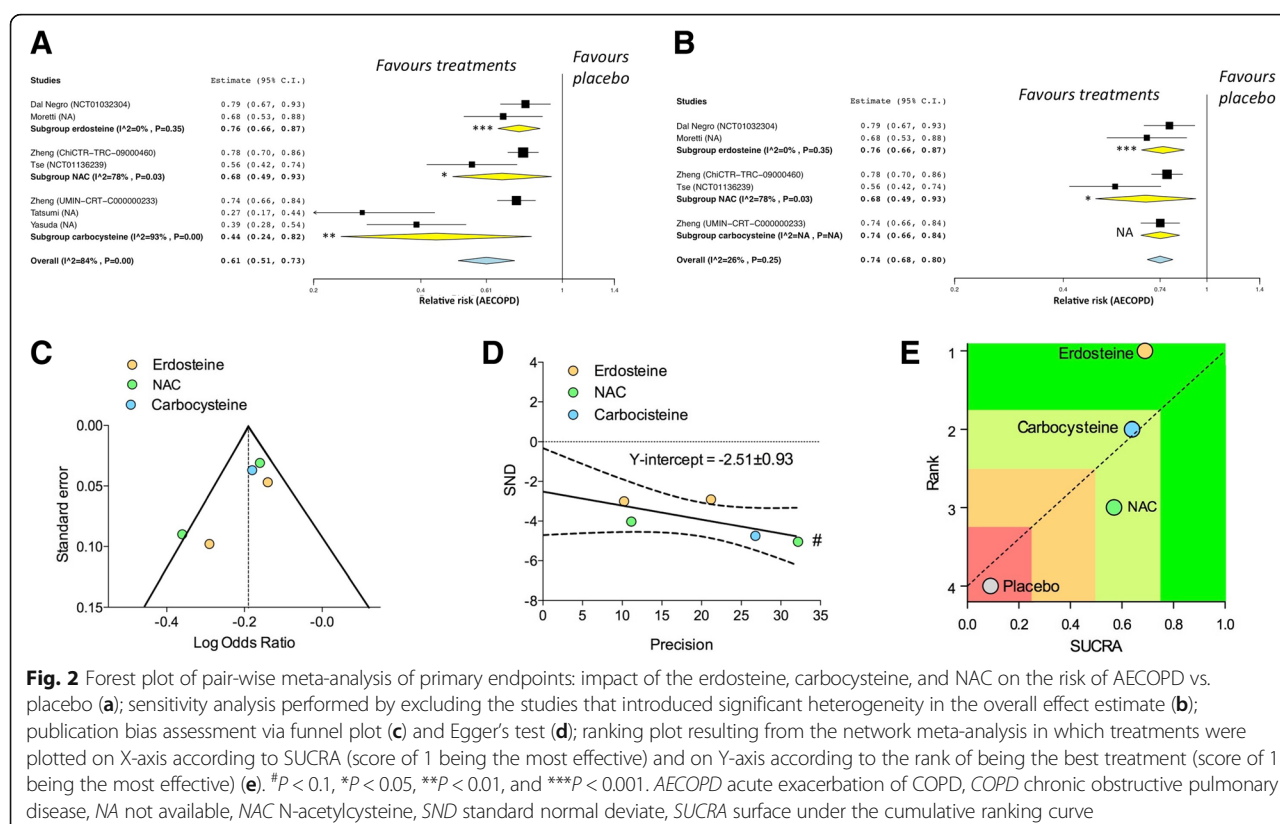 A
Favours treatments
Favours
placebo
Studies Estimate (95% C.I.)
Dal Negro (NCT01032304) 0.79 (0.67, 0.93)
Moretti (NA) 0.68 (0.53, 0.88)
Subgroup erdosteine (I^2=0% , P=0.35) 0.76 (0.66, 0.87) ***
Zheng (ChiCTR-TRC-09000460) 0.78 (0.70, 0.86)
Tse (NCT01136239) 0.56 (0.42, 0.74)
Subgroup NAC (I^2=78% , P=0.03) 0.68 (0.49, 0.93) *
Zheng (UMIN-CRT-C000000233) 0.74 (0.66, 0.84)
Tatsumi (NA) 0.27 (0.17, 0.44)
Yasuda (NA) 0.39 (0.28, 0.54)
Subgroup carbocysteine (I^2=93% , P=0.00) 0.44 (0.24, 0.82) **
Overall (I^2=84% , P=0.00) 0.61 (0.51, 0.73)
0.2 0.4 0.61 1 1.4
Relative risk (AECOPD)
B
Favours treatments
Favours
placebo
Studies Estimate (95% C.I.)
Dal Negro (NCT01032304) 0.79 (0.67, 0.93)
Moretti (NA) 0.68 (0.53, 0.88)
Subgroup erdosteine (I^2=0% , P=0.35) 0.76 (0.66, 0.87) ***
Zheng (ChiCTR-TRC-09000460) 0.78 (0.70, 0.86)
Tse (NCT01136239) 0.56 (0.42, 0.74)
Subgroup NAC (I^2=78% , P=0.03) 0.68 (0.49, 0.93) *
Zheng (UMIN-CRT-C000000233) 0.74 (0.66, 0.84)
Subgroup carbocysteine (I^2=NA , P=NA) 0.74 (0.66, 0.84) NA
Overall (I^2=26% , P=0.25) 0.74 (0.68, 0.80)
0.2 0.4 0.74 1 1.4
Relative risk (AECOPD)
C
Erdosteine
NAC
Carbocysteine
0.00
0.05
0.10
0.15
Standard error
-0.4 -0.2 -0.0
Log Odds Ratio
D
Erdosteine
NAC
Carbocisteine
4
2
0
-2
-4
-6
-8
SND
Y-intercept = -2.51±0.93
#
0 5 10 15 20 25 30 35
Precision
E
1
2
3
4
Rank
Erdosteine
Carbocysteine
NAC
Placebo
0.0 0.2 0.4 0.6 0.8 1.0
SUCRA
Fig. 2 Forest plot of pair-wise meta-analysis of primary endpoints: impact of the erdosteine, carbocysteine, and NAC on the risk of AECOPD vs.
placebo (a); sensitivity analysis performed by excluding the studies that introduced significant heterogeneity in the overall effect estimate (b);
publication bias assessment via funnel plot (c) and Egger's test (d); ranking plot resulting from the network meta-analysis in which treatments were
plotted on X-axis according to SUCRA (score of 1 being the most effective) and on Y-axis according to the rank of being the best treatment (score of 1
being the most effective) (e). #P < 0.1, *P < 0.05, **P < 0.01, and ***P < 0.001. AECOPD acute exacerbation of COPD, COPD chronic obstructive pulmonary
disease, NA not available, NAC N-acetylcysteine, SND standard normal deviate, SUCRA surface under the cumulative ranking curve